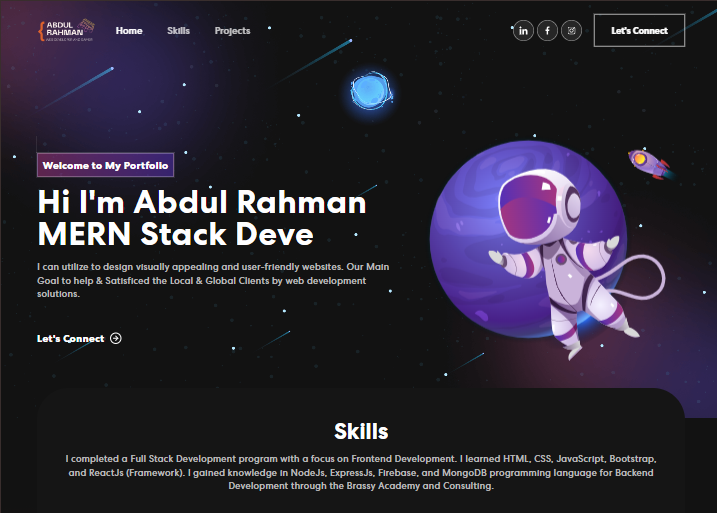 ABDUL
RAHMAN
Home
Skills
Projects
Let's Connect
Welcome to My Portfolio
Hi I'm Abdul Rahman
MERN Stack Deve
I can utilize to design visually appealing and user-friendly websites. Our Main
Goal to help & Satisficed the Local & Global Clients by web development
solutions.
Let's Connect
Skills
I completed a Full Stack Development program with a focus on Frontend Development. I learned HTML, CSS, JavaScript, Bootstrap,
and ReactJs (Framework). I gained knowledge in NodeJs, ExpressJs, Firebase, and MongoDB programming language for Backend
Development through the Brassy Academy and Consulting.